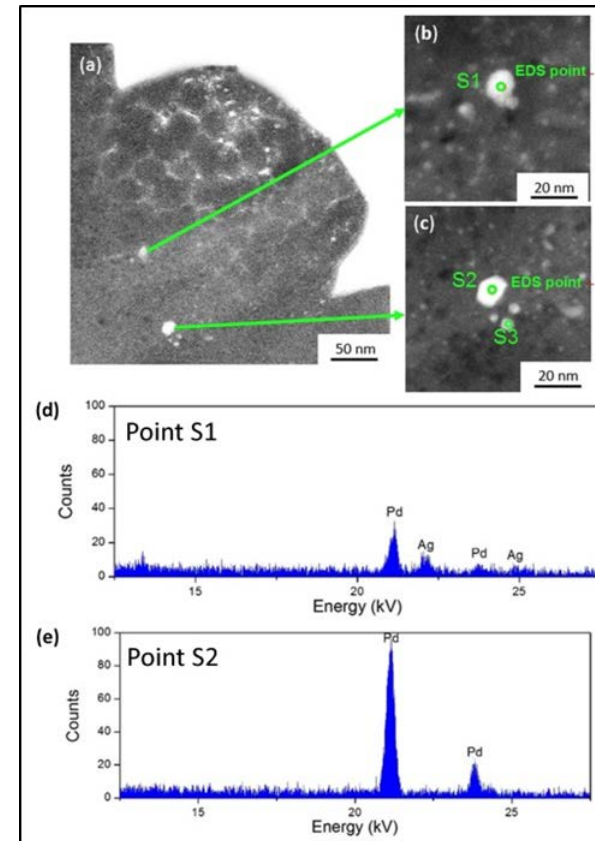 (a)
50 nm
(b)
S1
EDS point
20 nm
(c)
S2
EDS point
S3
20 nm
(d)
Point S1
Counts
100
80
60
40
20
0
Pd
Ag
Pd
Ag
15
20
25
Energy (kV)
(e)
Point S2
Counts
100
80
60
40
20
0
Pd
Pd
15
20
25
Energy (kV)